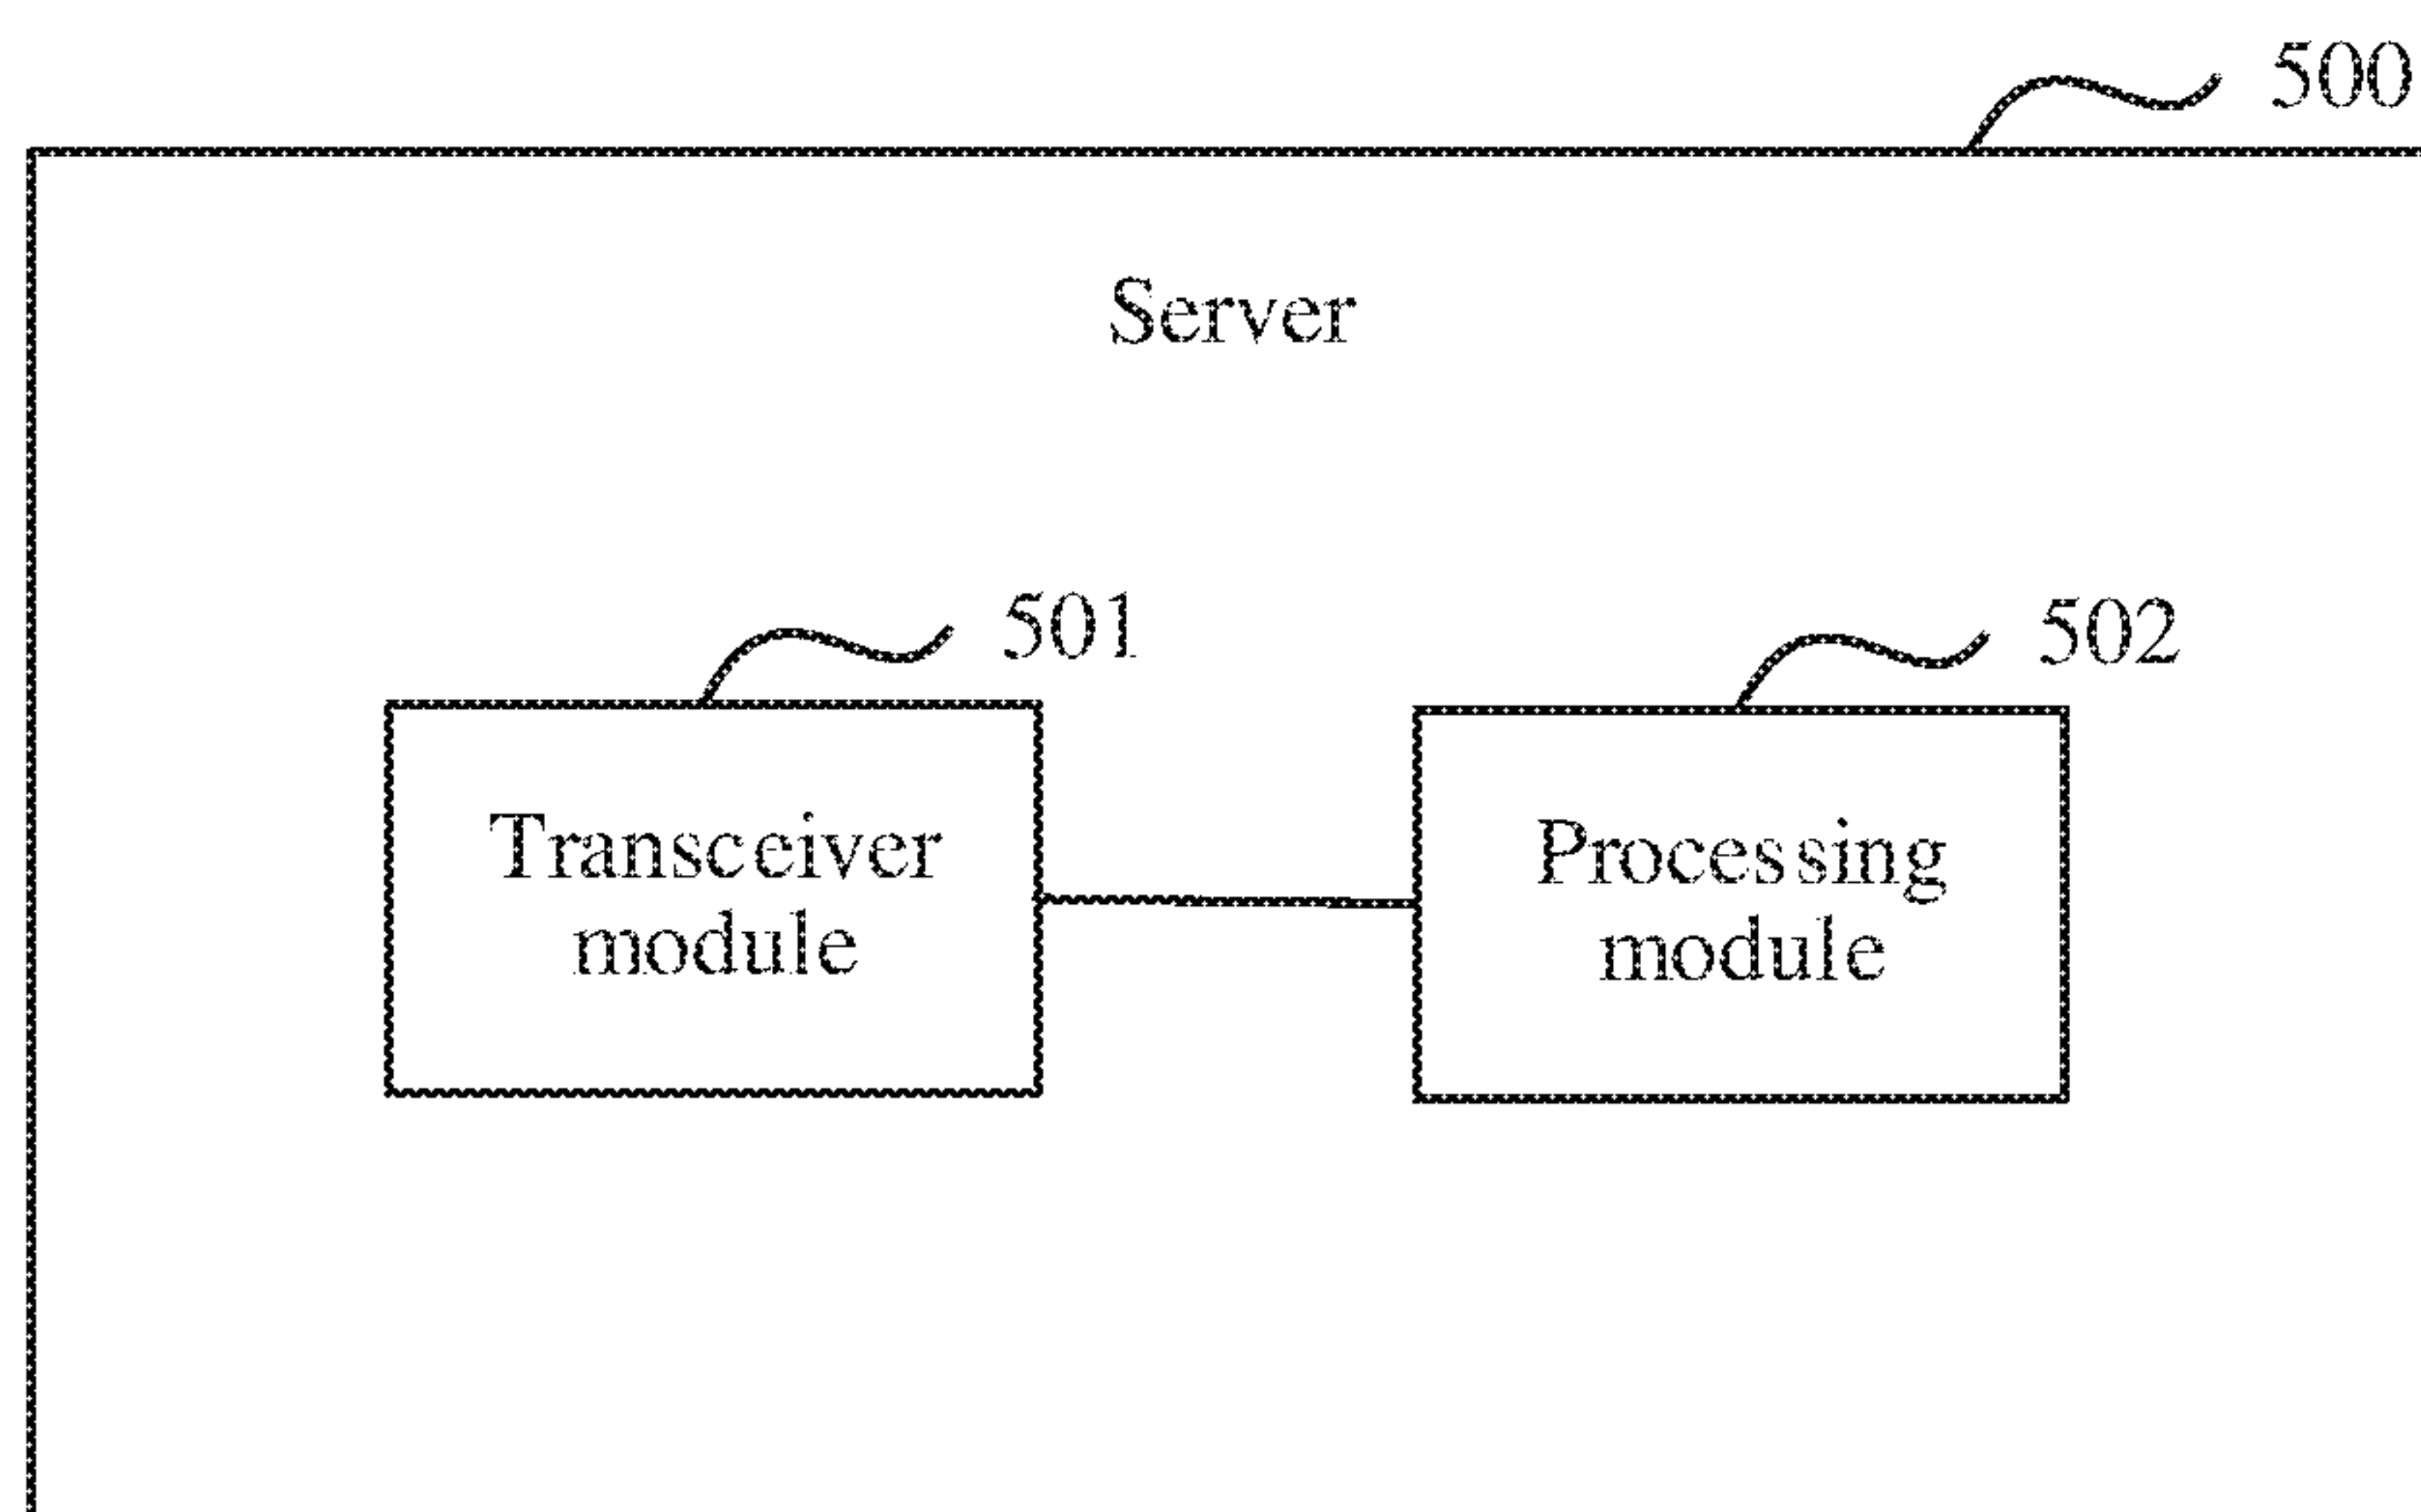 500
Server
501
502
Transceiver
module
Processing
module